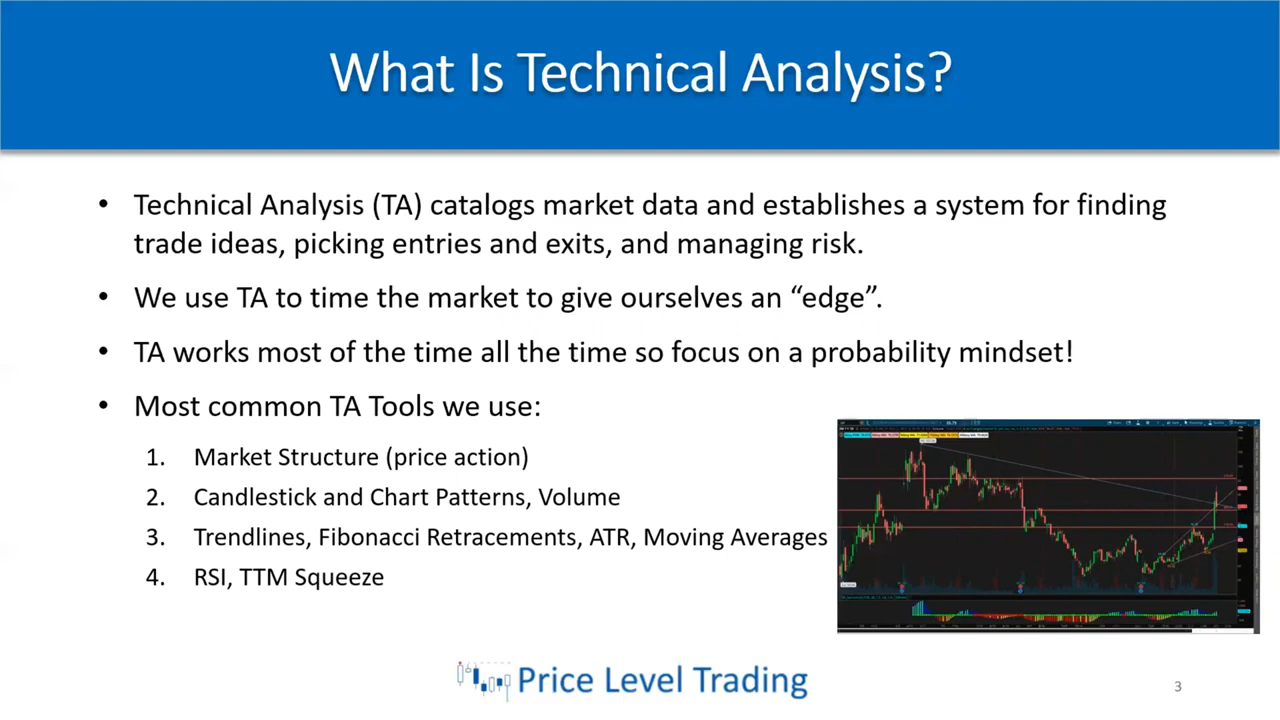 What Is Technical Analysis?
• Technical Analysis (TA) catalogs market data and establishes a system for finding
trade ideas, picking entries and exits, and managing risk.
• We use TA to time the market to give ourselves an “edge”.
• TA works most of the time all the time so focus on a probability mindset!
• Most common TA Tools we use:
1. Market Structure (price action)
2. Candlestick and Chart Patterns, Volume
3. Trendlines, Fibonacci Retracements, ATR, Moving Averages
4. RSI, TTM Squeeze
Price Level Trading
3